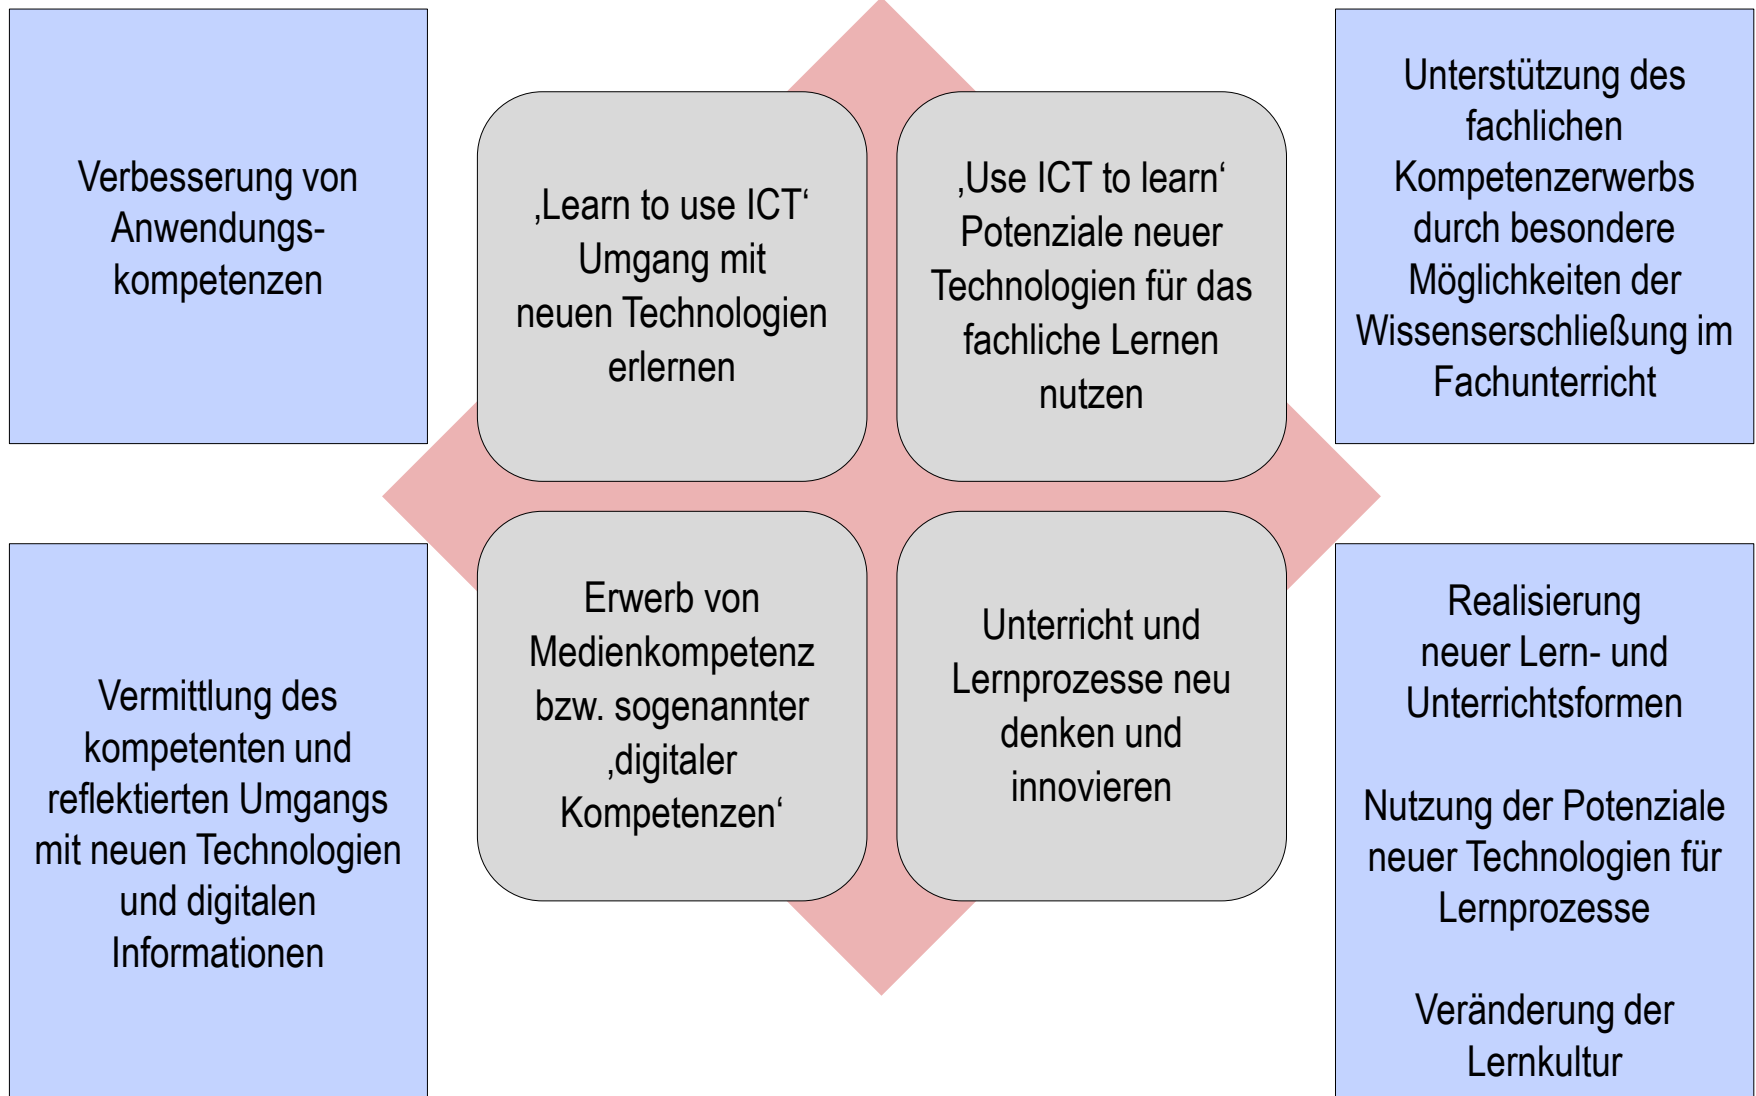 Verbesserung von
Anwendungs-
kompetenzen
‚Learn to use ICT‘
Umgang mit
neuen Technologien
erlernen
‚Use ICT to learn‘
Potenziale neuer
Technologien für das
fachliche Lernen
nutzen
Unterstützung des
fachlichen
Kompetenzerwerbs
durch besondere
Möglichkeiten der
Wissenserschließung im
Fachunterricht
Vermittlung des
kompetenten und
reflektierten Umgangs
mit neuen Technologien
und digitalen
Informationen
Erwerb von
Medienkompetenz
bzw. sogenannter
‚digitaler
Kompetenzen‘
Unterricht und
Lernprozesse neu
denken und
innovieren
Realisierung
neuer Lern- und
Unterrichtsformen
Nutzung der Potenziale
neuer Technologien für
Lernprozesse
Veränderung der
Lernkultur